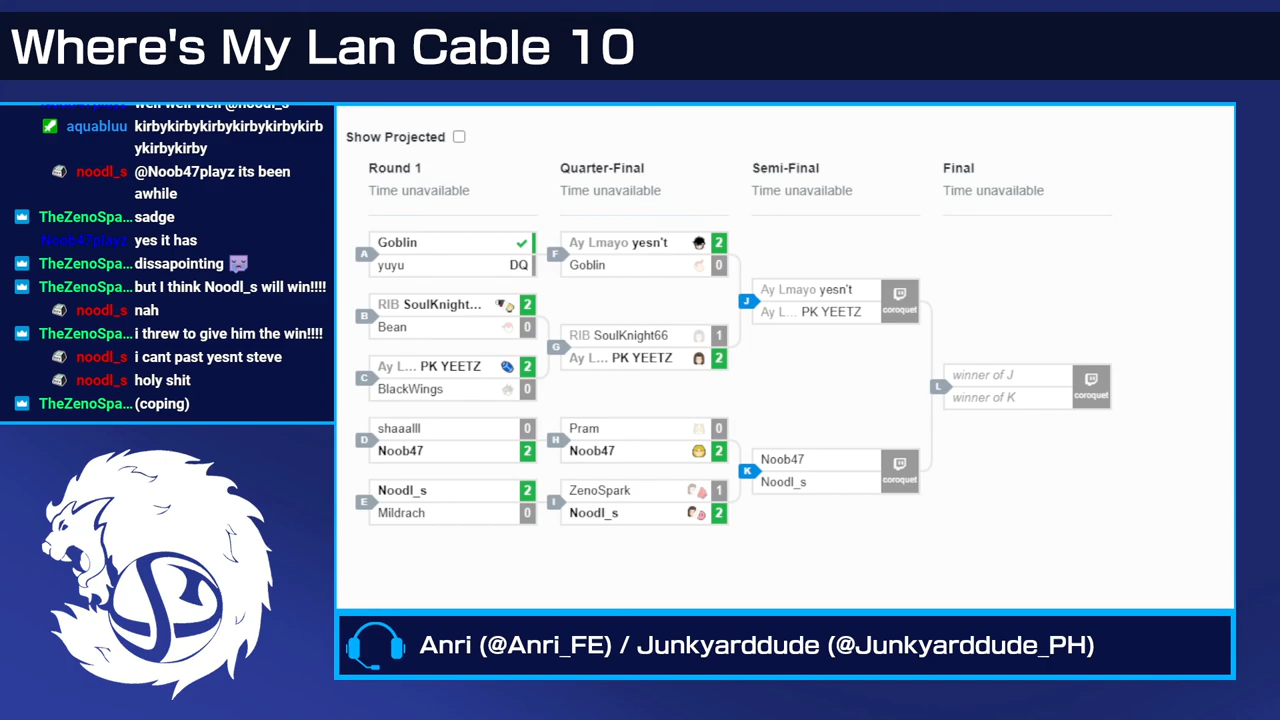 Where's My Lan Cable 10
well well well @noodl_s
aquabluu kirbykirbykirbykirbykirbykirb
ykirbykirby
noodl_s @Noob47playz its been
awhile
TheZenoSpa... sadge
Noob47playz yes it has
TheZenoSpa... dissapointing
TheZenoSpa... but I think Noodl_s will win!!!!
noodl_s nah
TheZenoSpa... i threw to give him the win!!!!
noodl_s i cant past yesnt steve
noodl_s holy shit
TheZenoSpa... (coping)
Show Projected
Round 1
Time unavailable
Quarter-Final
Time unavailable
Semi-Final
Time unavailable
Final
Time unavailable
A
Goblin
yuyu DQ
B
RIB SoulKnight... 2
Bean 0
C
Ay L... PK YEETZ 2
BlackWings 0
D
shaaalll 0
Noob47 2
E
Noodl_s 2
Mildrach 0
F
Ay Lmayo yesn't 2
Goblin 0
G
RIB SoulKnight66 1
Ay L... PK YEETZ 2
H
Pram 0
Noob47 2
I
ZenoSpark 1
Noodl_s 2
J
Ay Lmayo yesn't
Ay L... PK YEETZ
coroquet
K
Noob47
Noodl_s
coroquet
L
winner of J
winner of K
coroquet
Anri (@Anri_FE) / Junkyarddude (@Junkyarddude_PH)